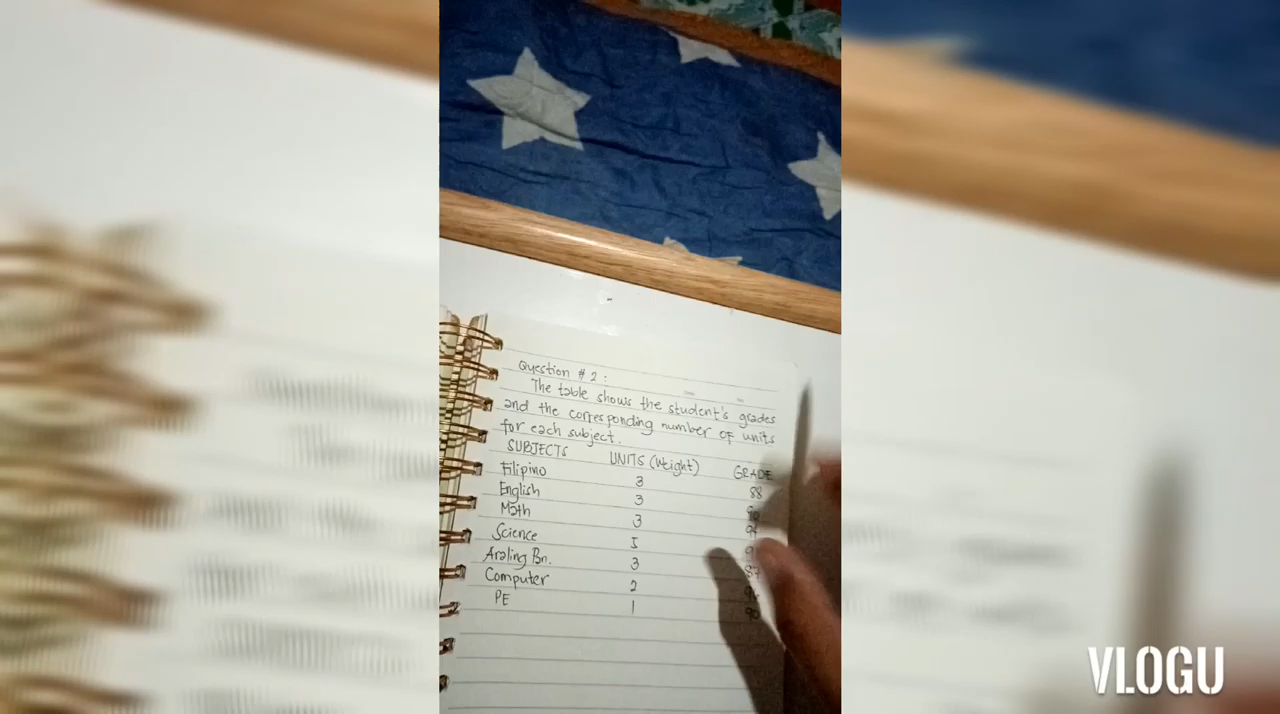 Question # 2 :
The table shows the student's grades
and the corresponding number of units
for each subject.
SUBJECTS UNITS (Weight) GRADE
Filipino 3 88
English 3
Math 3
Science 5
Araling Pn. 3 87
Computer 2
PE 1 90
VLOGU